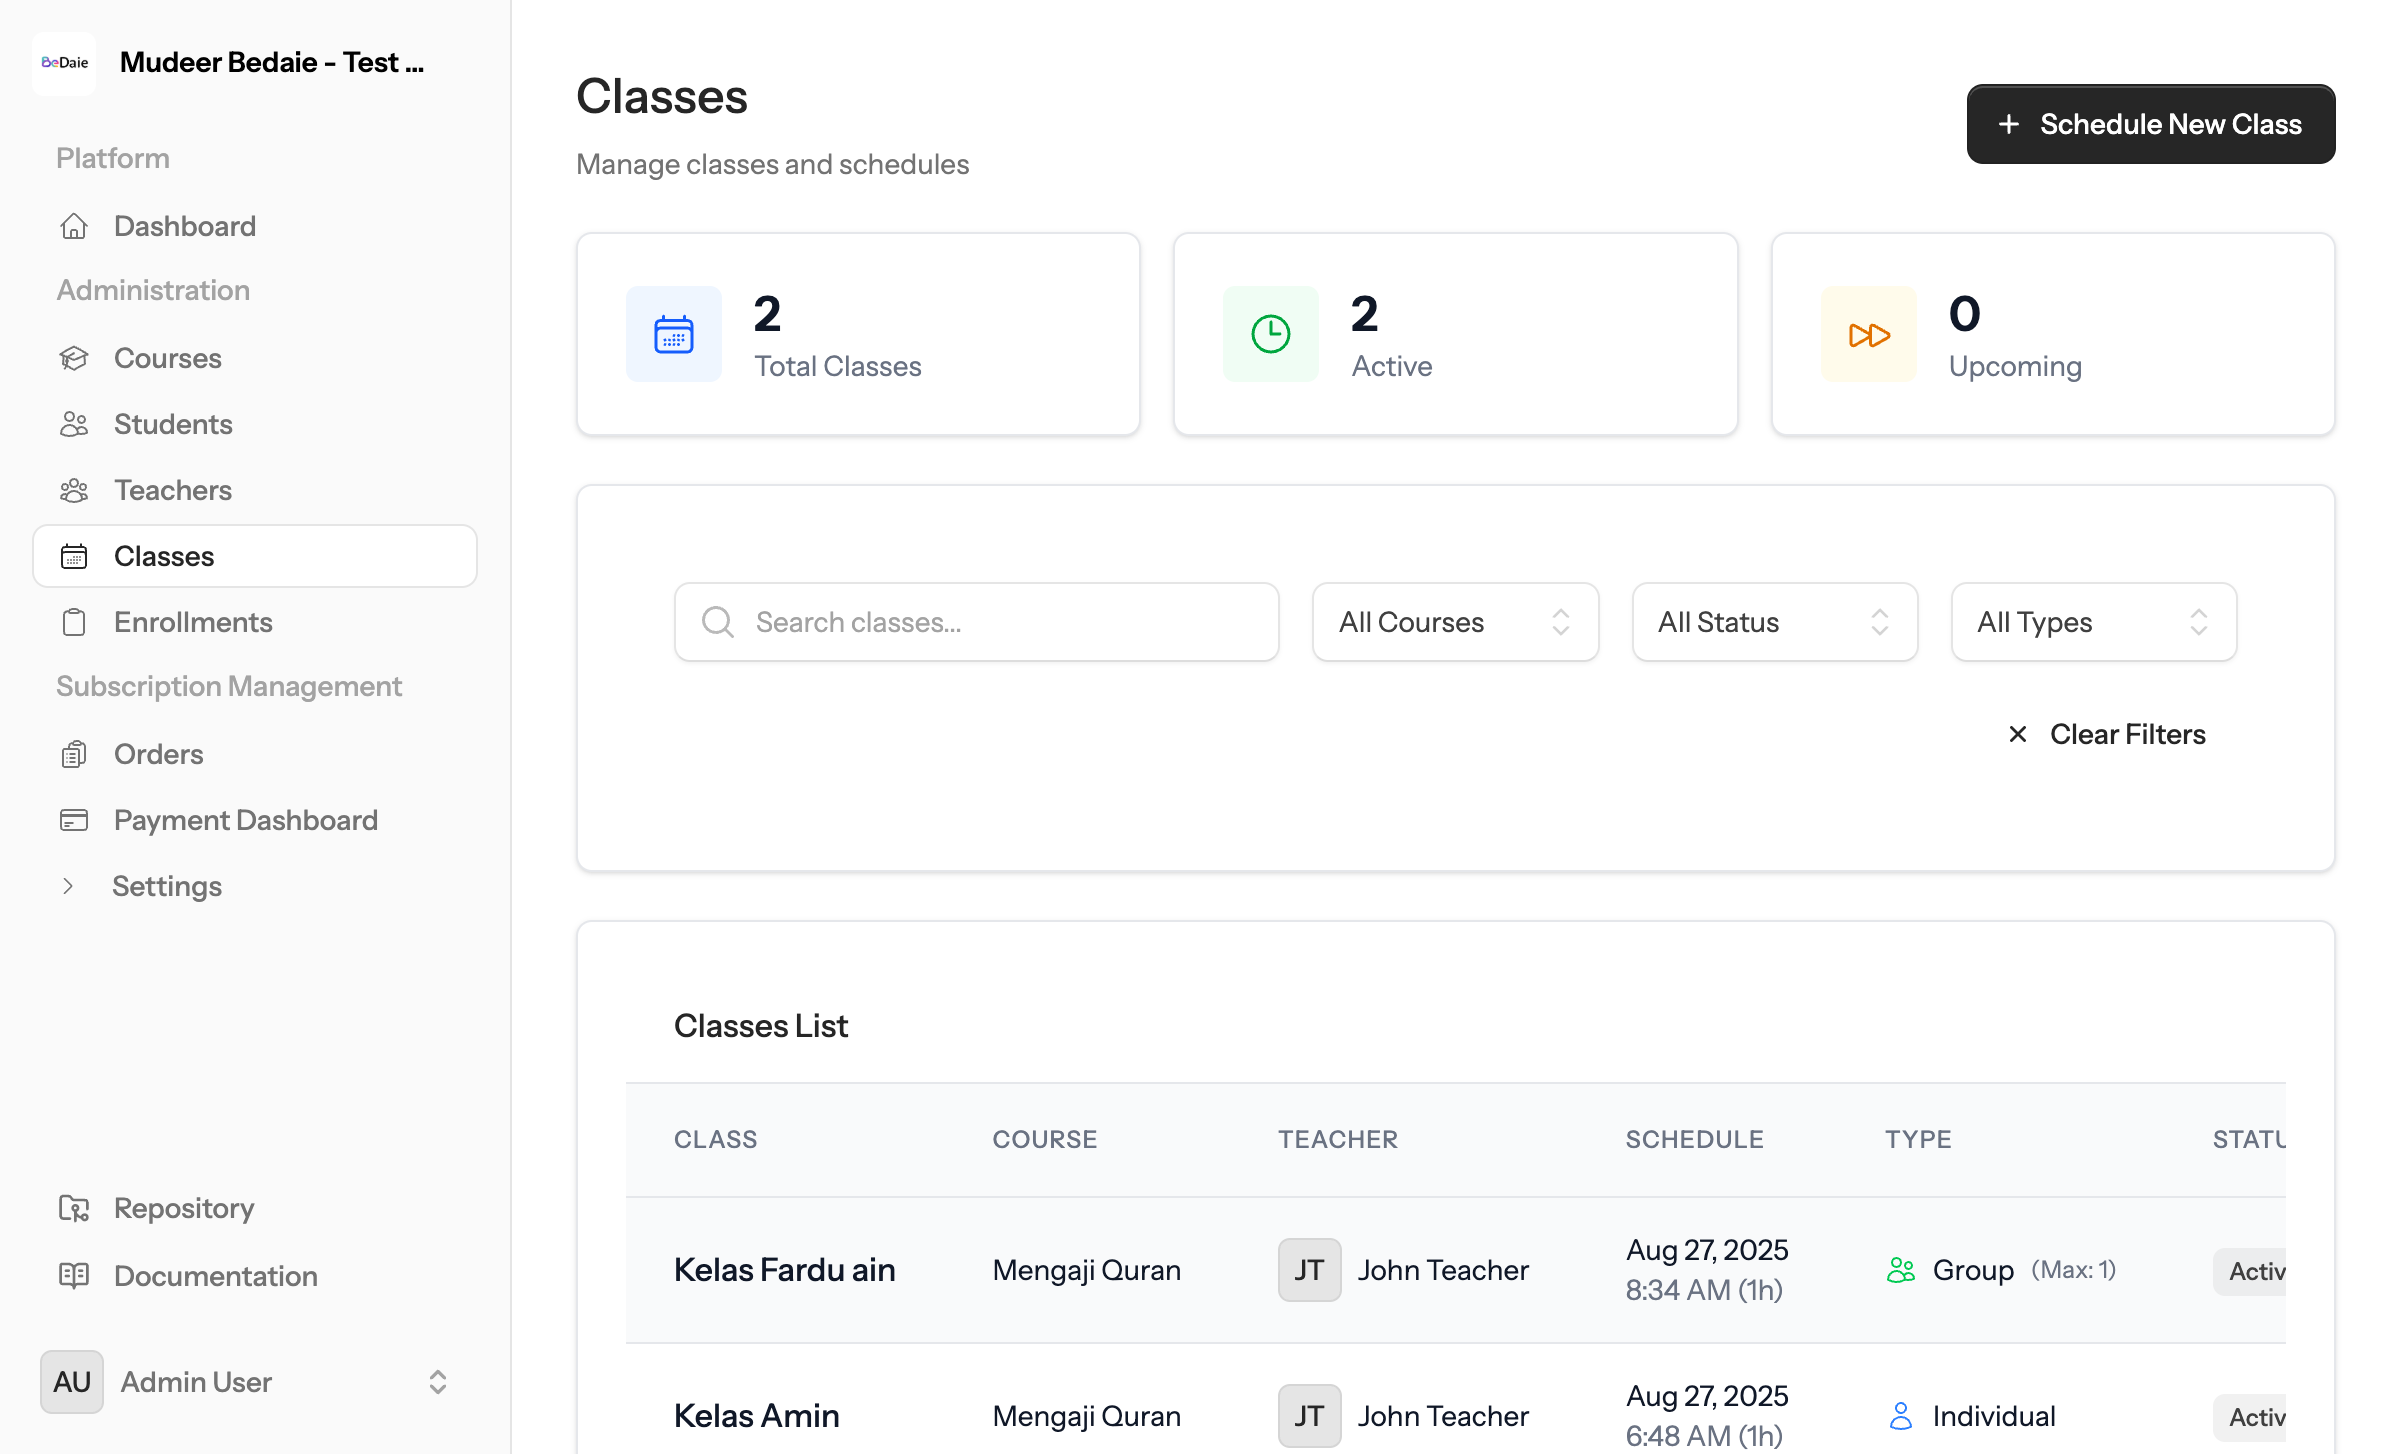 BeDaie
Mudeer Bedaie - Test ...
Platform
Dashboard
Administration
Courses
Students
Teachers
Classes
Enrollments
Subscription Management
Orders
Payment Dashboard
Settings
Repository
Documentation
AU Admin User
Classes
Manage classes and schedules
Schedule New Class
2
Total Classes
2
Active
0
Upcoming
Search classes...
All Courses
All Status
All Types
Clear Filters
Classes List
CLASS COURSE TEACHER SCHEDULE TYPE STATU
Kelas Fardu ain Mengaji Quran JT John Teacher Aug 27, 2025 Group (Max: 1) Activ
8:34 AM (1h)
Kelas Amin Mengaji Quran JT John Teacher Aug 27, 2025 Individual Activ
6:48 AM (1h)